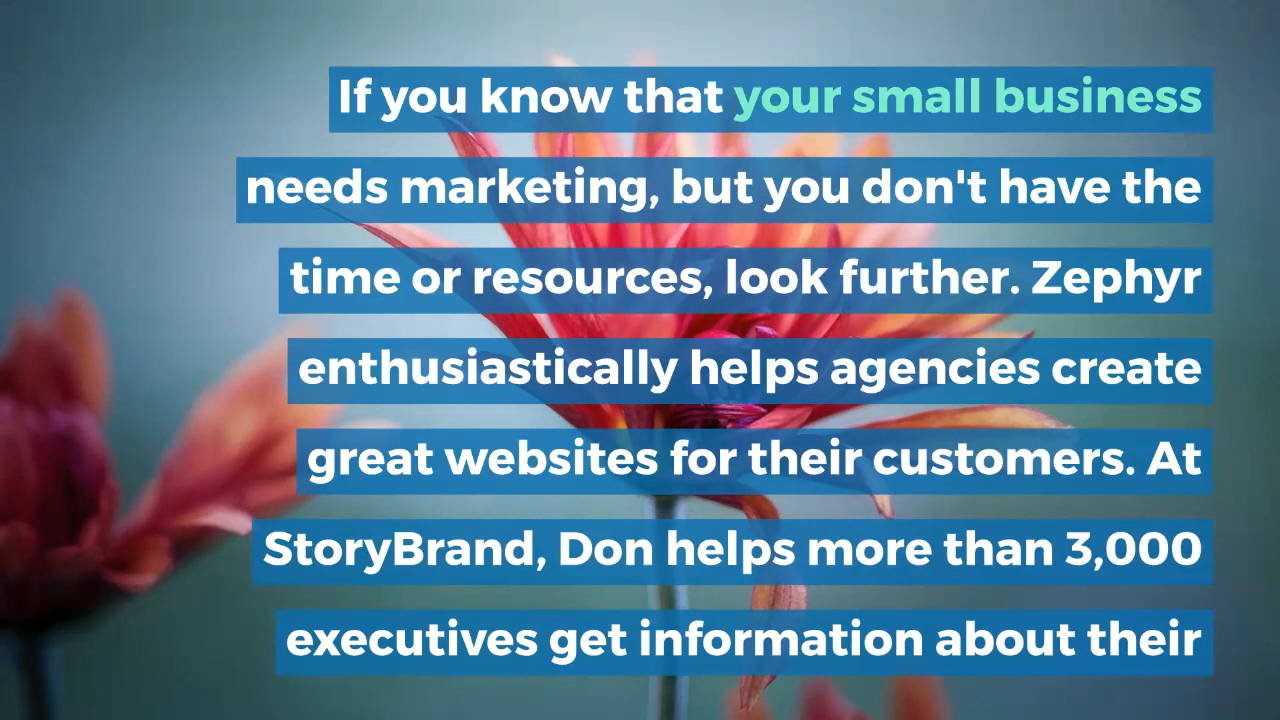 If you know that your small business
needs marketing, but you don't have the
time or resources, look further. Zephyr
enthusiastically helps agencies create
great websites for their customers. At
StoryBrand, Don helps more than 3,000
executives get information about their